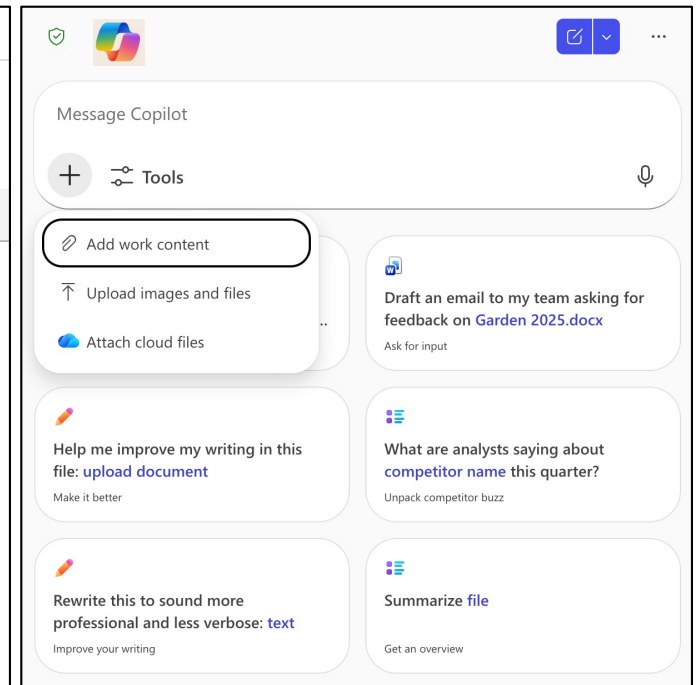 Message Copilot
Tools
Add work content
Upload images and files
Attach cloud files
..
Draft an email to my team asking for
feedback on Garden 2025.docx
Ask for input
Help me improve my writing in this
file: upload document
Make it better
What are analysts saying about
competitor name this quarter?
Unpack competitor buzz
Rewrite this to sound more
professional and less verbose: text
Improve your writing
Summarize file
Get an overview